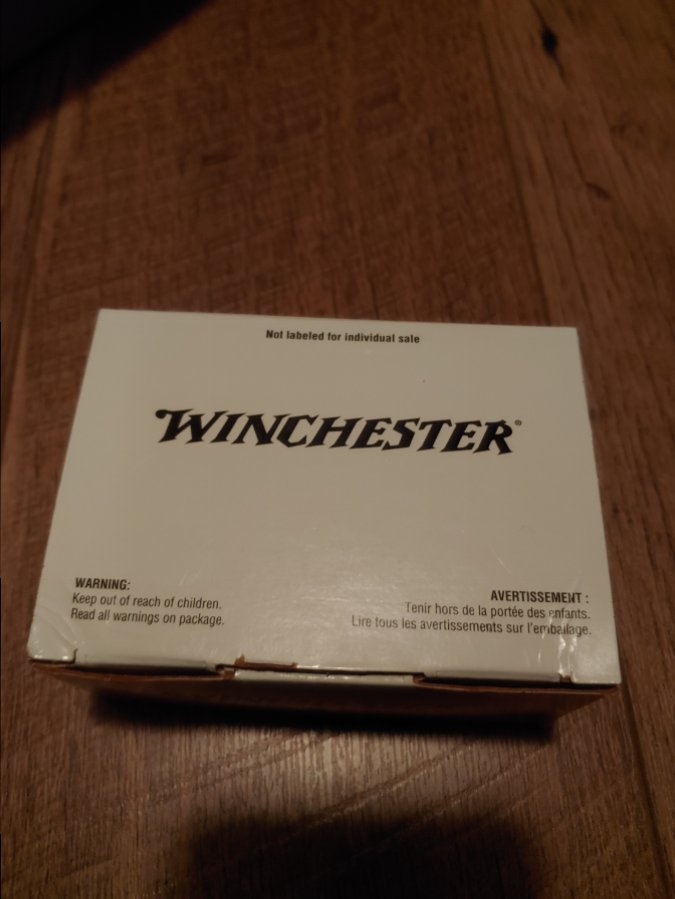 Not labeled for individual sale
WINCHESTER®
WARNING:
Keep out of reach of children.
Read all warnings on package.
AVERTISSEMENT :
Tenir hors de la portée des enfants.
Lire tous les avertissements sur l'emballage.